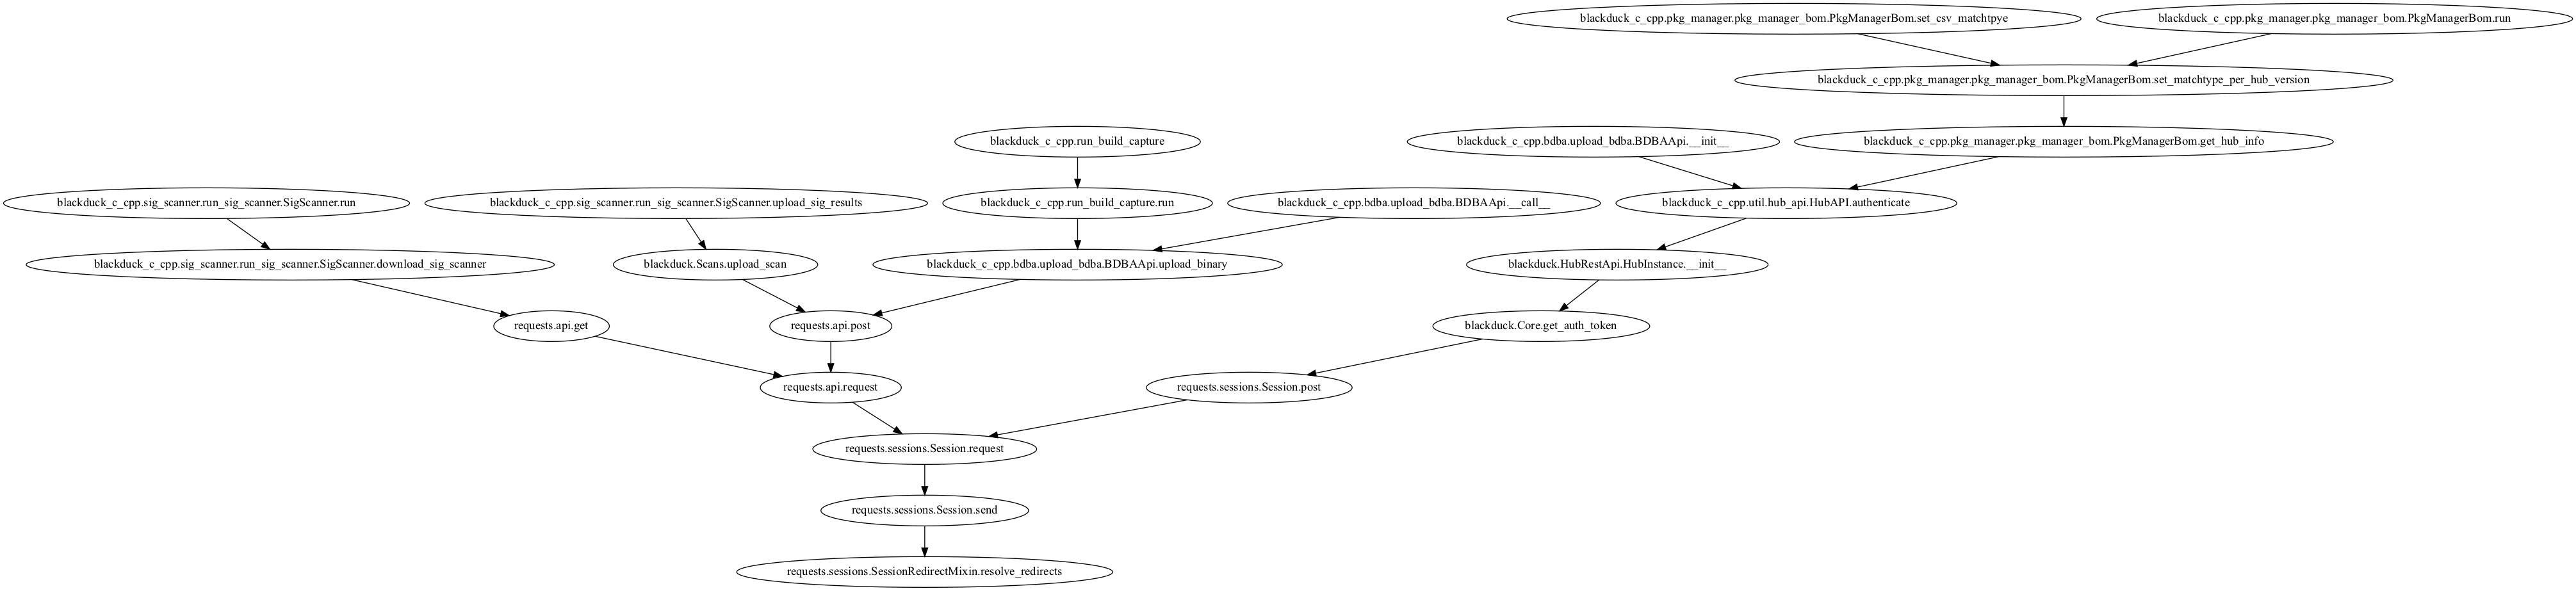 blackduck_c_cpp.pkg_manager.pkg_manager_bom.PkgManagerBom.set_csv_matchtpye
blackduck_c_cpp.pkg_manager.pkg_manager_bom.PkgManagerBom.run
blackduck_c_cpp.pkg_manager.pkg_manager_bom.PkgManagerBom.set_matchtype_per_hub_version
blackduck_c_cpp.run_build_capture
blackduck_c_cpp.bdba.upload_bdba.BDBAApi.__init__
blackduck_c_cpp.pkg_manager.pkg_manager_bom.PkgManagerBom.get_hub_info
blackduck_c_cpp.sig_scanner.run_sig_scanner.SigScanner.run
blackduck_c_cpp.sig_scanner.run_sig_scanner.SigScanner.upload_sig_results
blackduck_c_cpp.run_build_capture.run
blackduck_c_cpp.bdba.upload_bdba.BDBAApi.__call__
blackduck_c_cpp.util.hub_api.HubAPI.authenticate
blackduck_c_cpp.sig_scanner.run_sig_scanner.SigScanner.download_sig_scanner
blackduck.Scans.upload_scan
blackduck_c_cpp.bdba.upload_bdba.BDBAApi.upload_binary
blackduck.HubRestApi.HubInstance.__init__
requests.api.get
requests.api.post
blackduck.Core.get_auth_token
requests.api.request
requests.sessions.Session.post
requests.sessions.Session.request
requests.sessions.Session.send
requests.sessions.SessionRedirectMixin.resolve_redirects